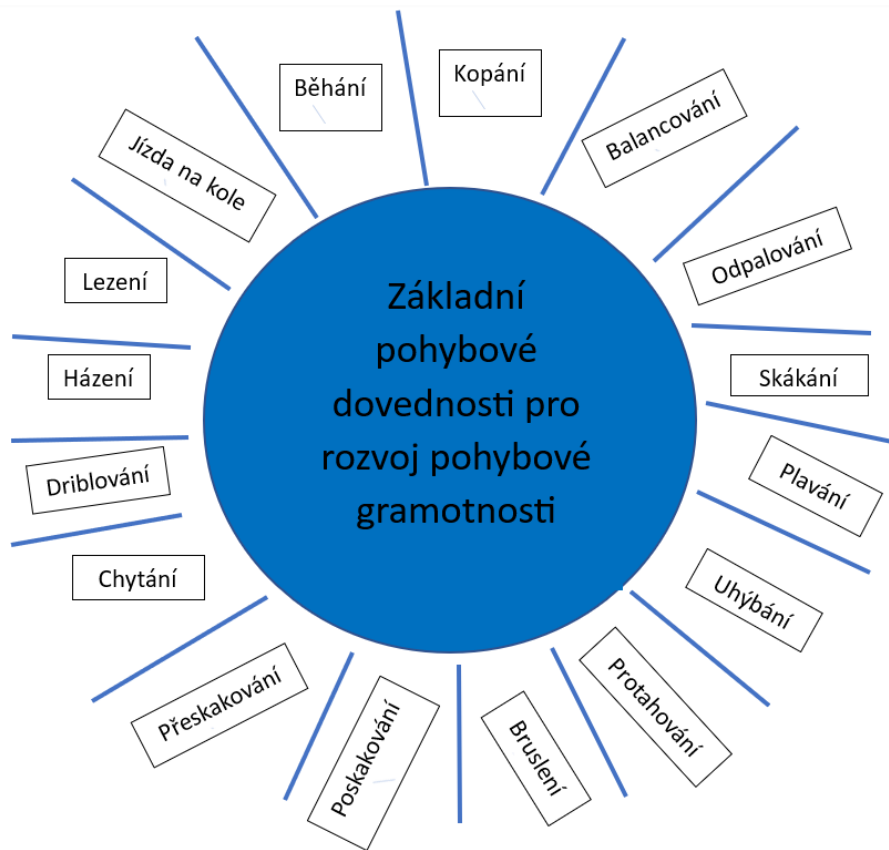 Běhání
Kopání
Balancování
Jízda na kole
Odpalování
Lezení
Základní
pohybové
dovednosti pro
rozvoj pohybové
gramotnosti
Házení
Skákání
Driblování
Plavání
Chytání
Uhýbání
Přeskakování
Protahování
Poskakování
Bruslení